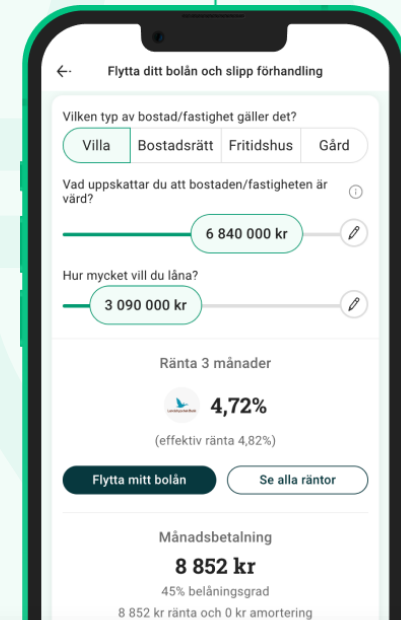 Flytta ditt bolån och slipp förhandling
Vilken typ av bostad/fastighet gäller det?
Villa Bostadsrätt Fritidshus Gård
Vad uppskattar du att bostaden/fastigheten är
värd?
6 840 000 kr
Hur mycket vill du låna?
3 090 000 kr
Ränta 3 månader
4,72%
(effektiv ränta 4,82%)
Flytta mitt bolån Se alla räntor
Månadsbetalning
8 852 kr
45% belåningsgrad
8 852 kr ränta och 0 kr amortering